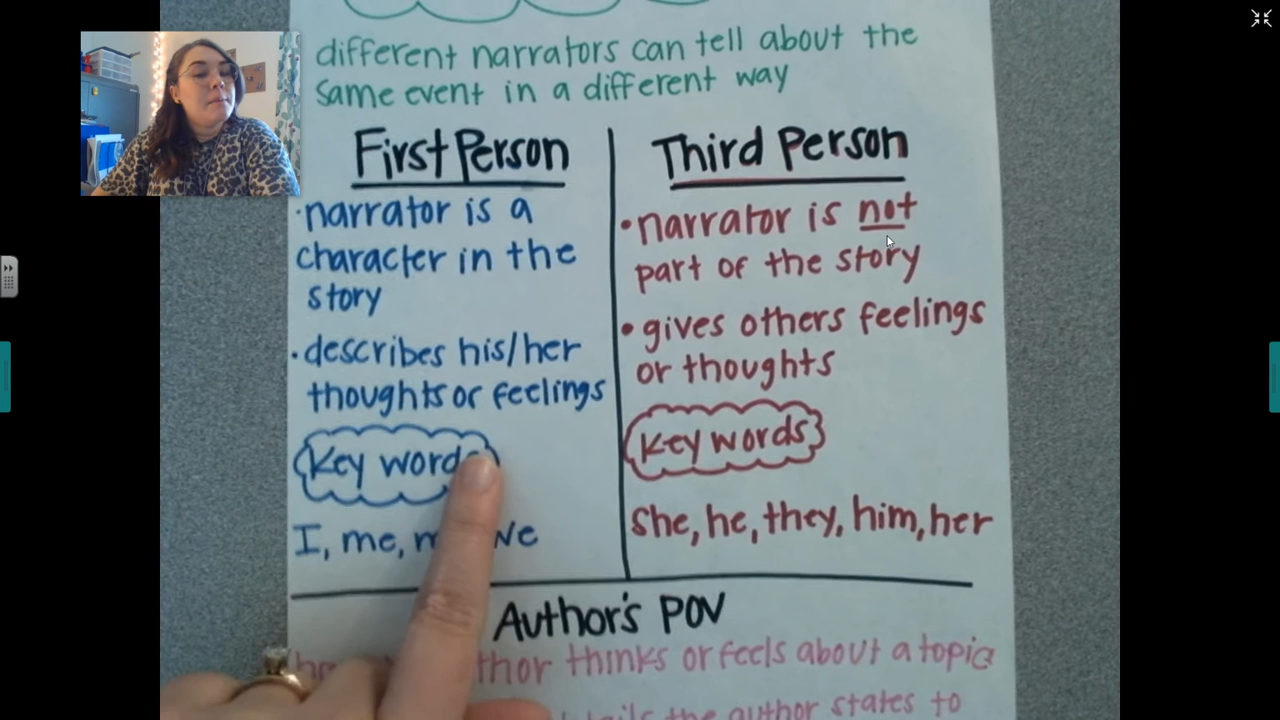 different narrators can tell about the
same event in a different way
First Person
·narrator is a
character in the
story
·describes his/her
thoughts or feelings
Key words
I, me, we
Third Person
•narrator is not
part of the story
•gives others feelings
or thoughts
Key words
She, he, they, him, her
Author's POV
thinks or feels about a topic
the author states to